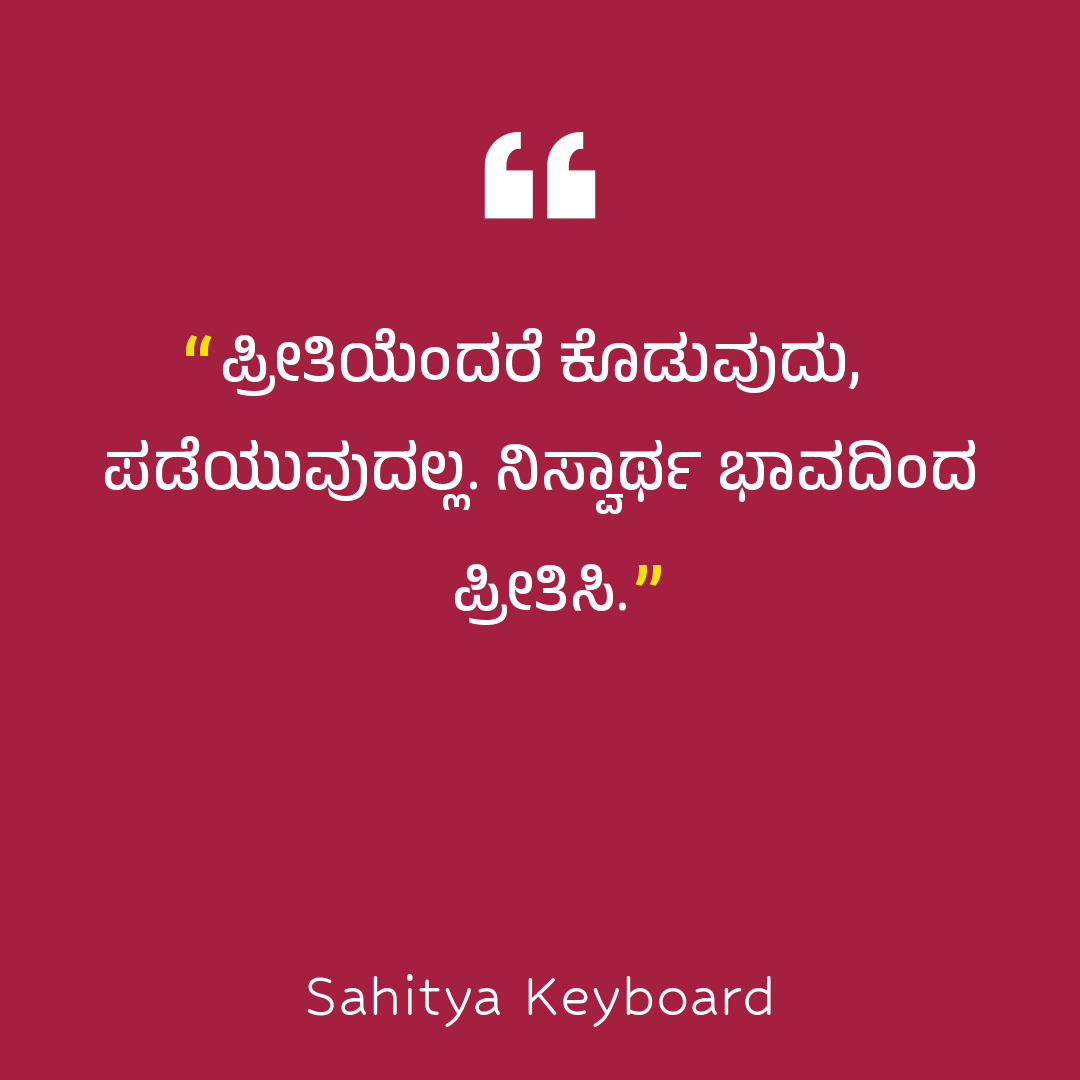 “
“ ಪ್ರೀತಿಯೆಂದರೆ ಕೊಡುವುದು,
ಪಡೆಯುವುದಲ್ಲ. ನಿಸ್ವಾರ್ಥ ಭಾವದಿಂದ
ಪ್ರೀತಿಸಿ.”
Sahitya Keyboard